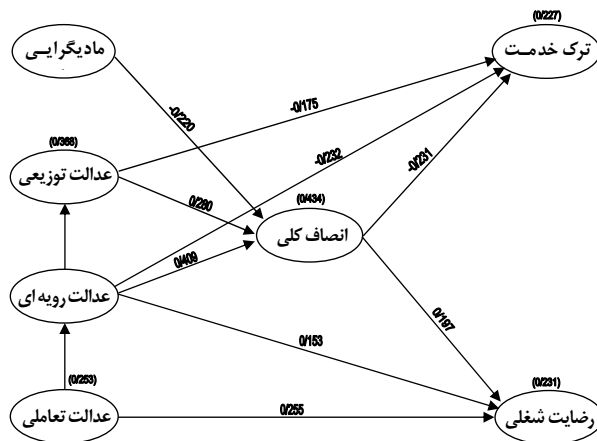 (0/227)
مادیگرایی
ترک خدمت
-0/175
-0/220
(0/368)
-0/232
-0/231
عدالت توزیعی
0/280
(0/434)
انصاف کلی
0/409
عدالت رویه ای
0/197
0/153
(0/253)
(0/231)
عدالت تعاملی
0/255
رضایت شغلی